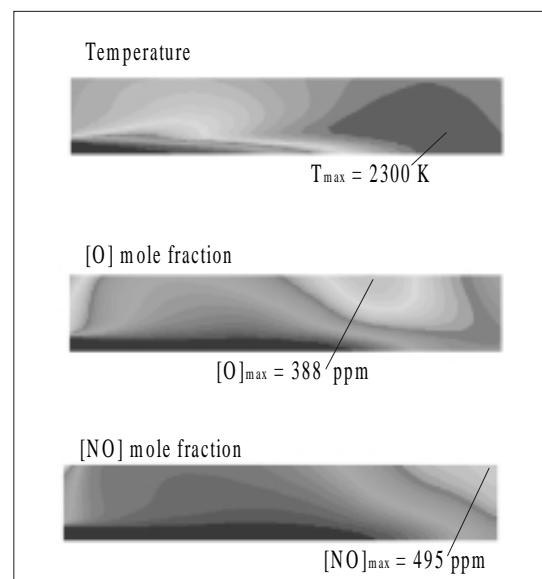 Temperature
Tmax = 2300 K
[O] mole fraction
[O]max = 388 ppm
[NO] mole fraction
[NO]max = 495 ppm